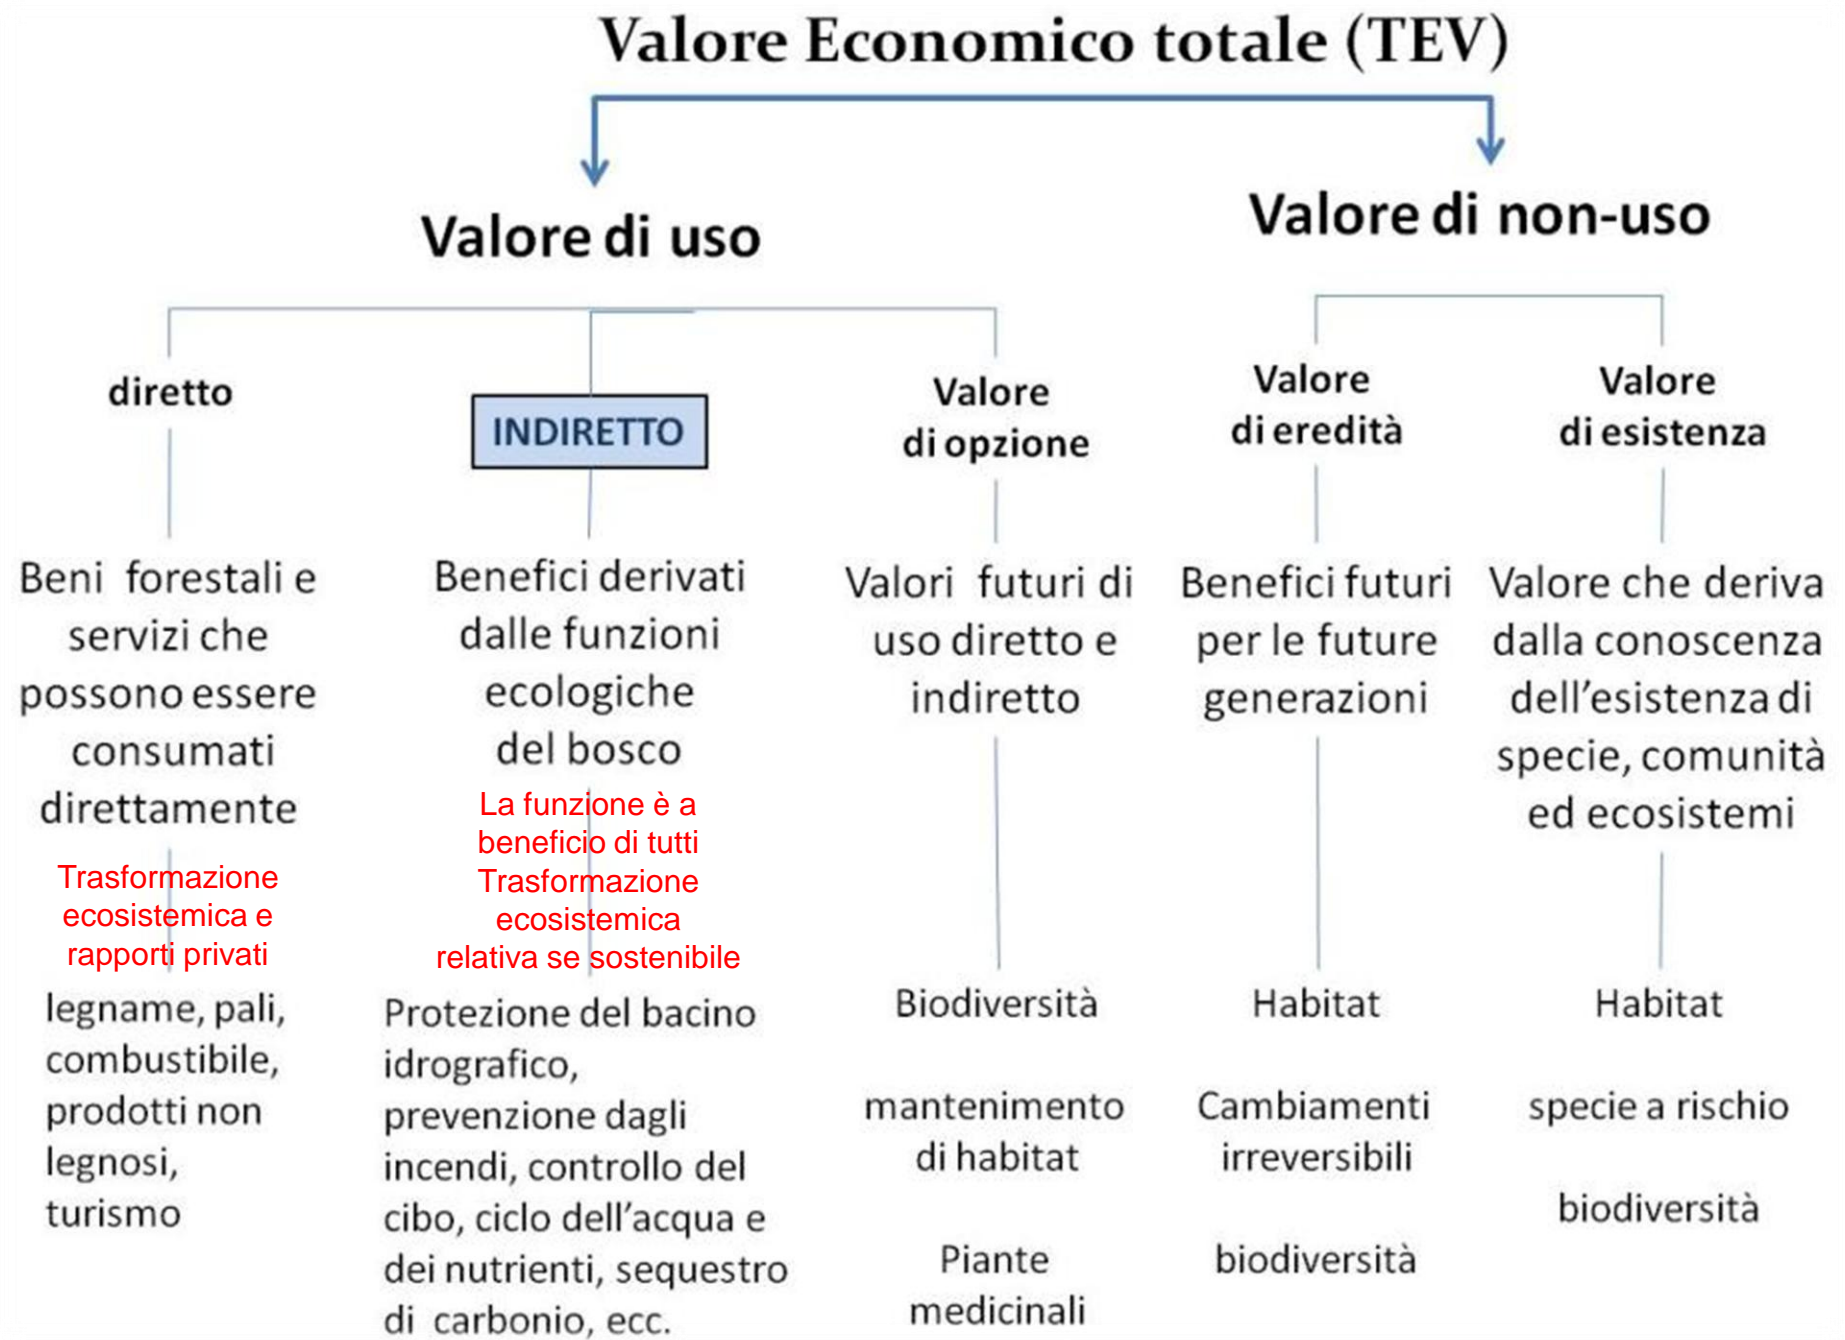 Valore Economico totale (TEV)
Valore di uso
Valore di non-uso
diretto
Beni forestali e
servizi che
possono essere
consumati
direttamente
Trasformazione
ecosistemica e
rapporti privati
legname, pali,
combustibile,
prodotti non
legnosi,
turismo
INDIRETTO
Benefici derivati
dalle funzioni
ecologiche
del bosco
La funzione è a
beneficio di tutti
Trasformazione
ecosistemica
relativa se sostenibile
Protezione del bacino
idrografico,
prevenzione dagli
incendi, controllo del
cibo, ciclo dell'acqua e
dei nutrienti, sequestro
di carbonio, ecc.
Valore
di opzione
Valori futuri di
uso diretto e
indiretto
Biodiversità
mantenimento
di habitat
Piante
medicinali
Valore
di eredità
Benefici futuri
per le future
generazioni
Habitat
Cambiamenti
irreversibili
biodiversità
Valore
di esistenza
Valore che deriva
dalla conoscenza
dell'esistenza di
specie, comunità
ed ecosistemi
Habitat
specie a rischio
biodiversità